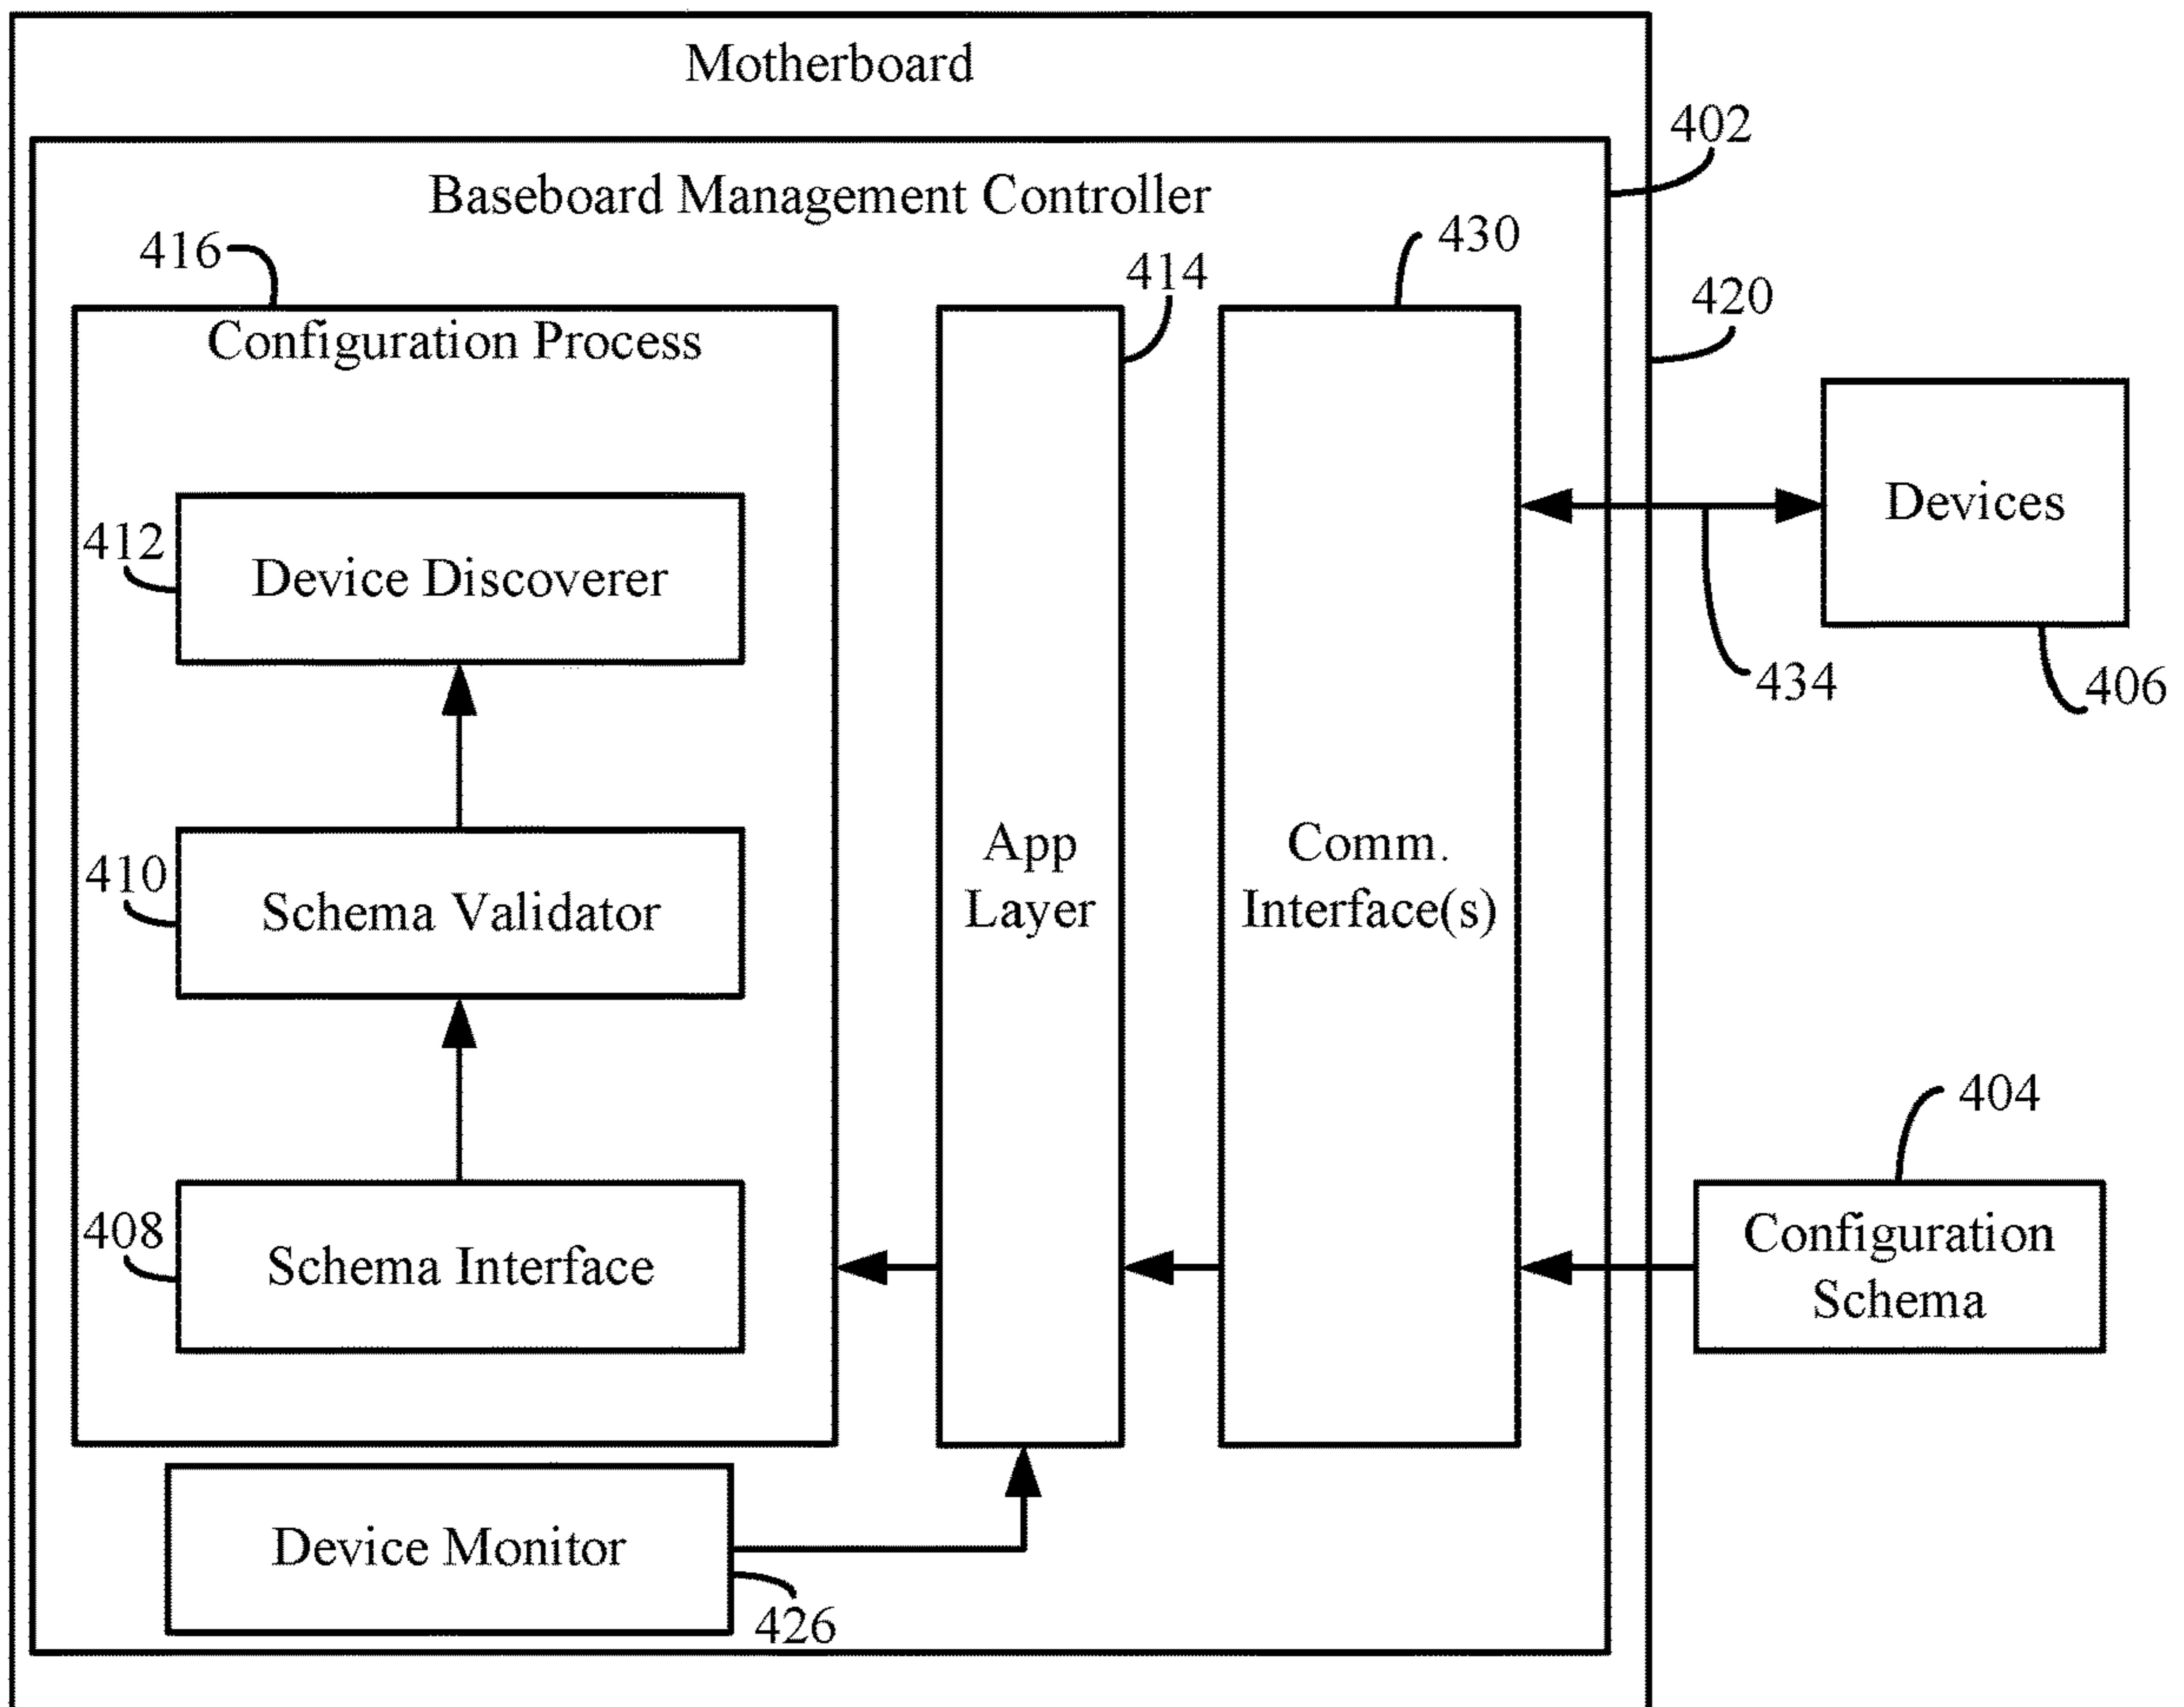 Motherboard
402
Baseboard Management Controller
416
430
414
420
Configuration Process
Devices
412
Device Discoverer
434
406
410
Schema Validator
App
Layer
Comm.
Interface(s)
404
408
Schema Interface
Configuration
Schema
Device Monitor
426